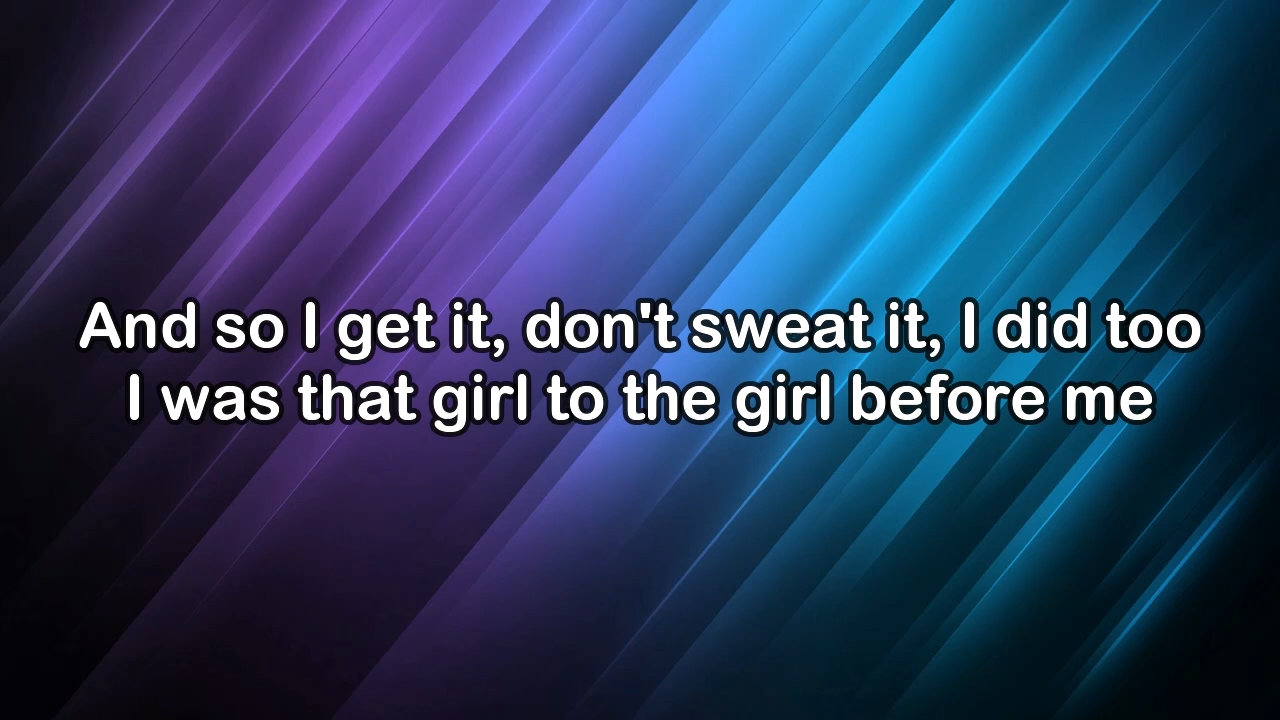 And so I get it, don't sweat it, I did too
I was that girl to the girl before me